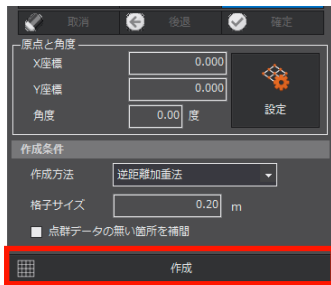 取消 後退 確定
原点と角度
X座標 0.000
Y座標 0.000
角度 0.00 度
設定
作成条件
作成方法 逆距離加重法
格子サイズ 0.20 m
点群データの無い箇所を補間
作成